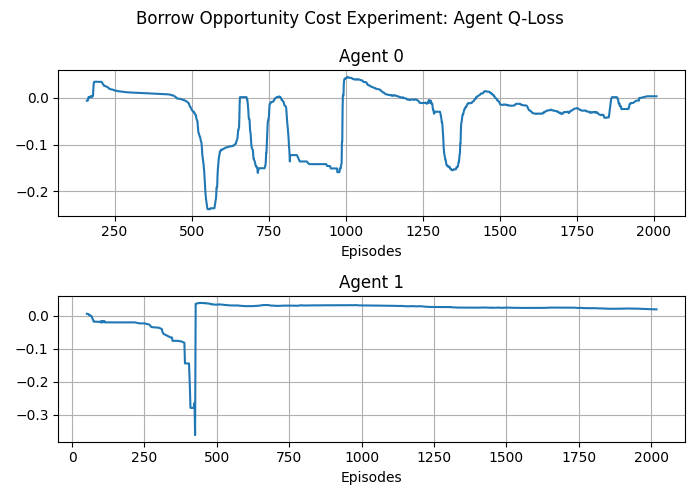 Borrow Opportunity Cost Experiment: Agent Q-Loss
Agent 0
0.0
−0.1
−0.2
250 500 750 1000 1250 1500 1750 2000
Episodes
Agent 1
0.0
−0.1
−0.2
−0.3
0 250 500 750 1000 1250 1500 1750 2000
Episodes